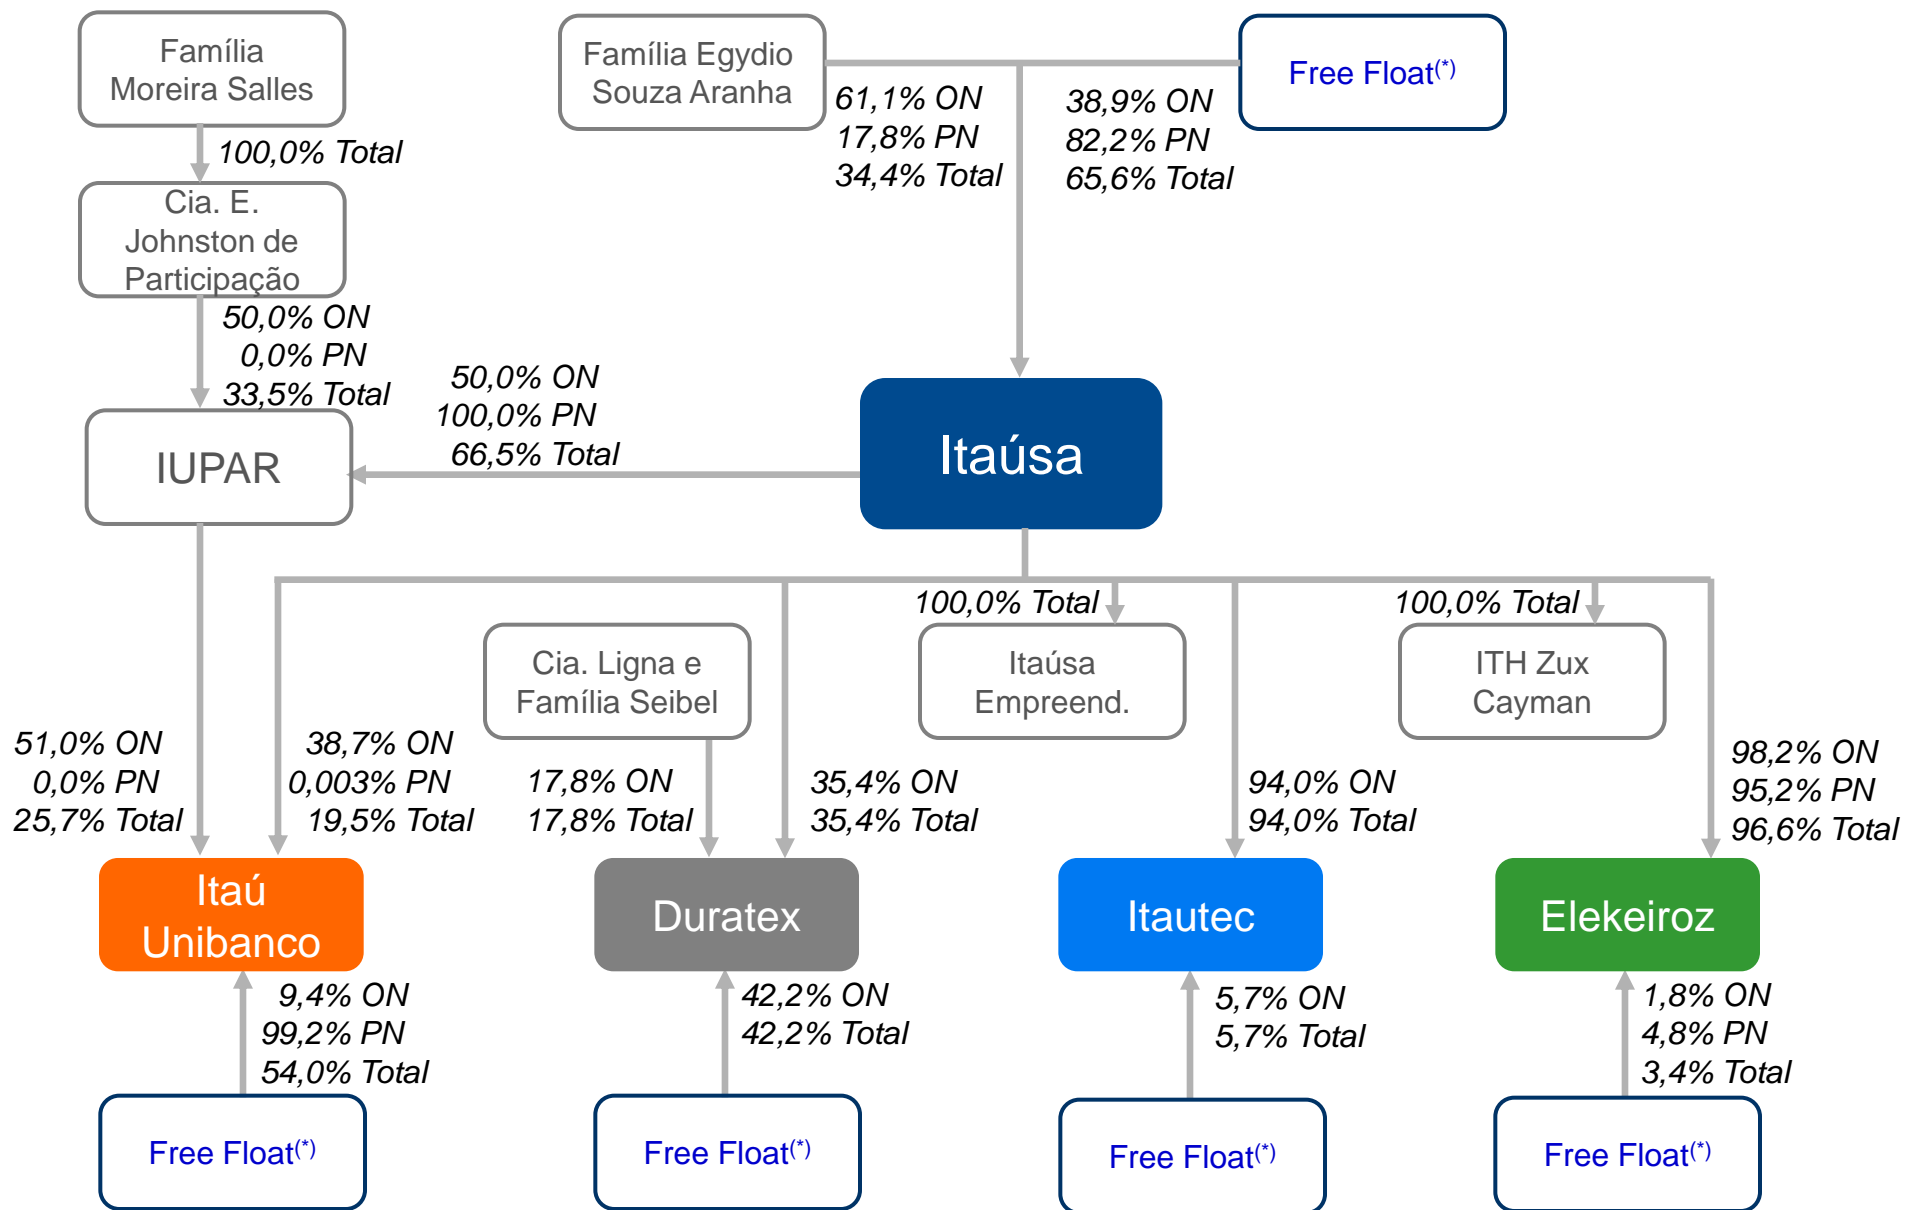 Família
Moreira Salles
Família Egydio
Souza Aranha
Free Float(*)
61,1% ON
17,8% PN
34,4% Total
38,9% ON
82,2% PN
65,6% Total
100,0% Total
Cia. E.
Johnston de
Participação
50,0% ON
0,0% PN
33,5% Total
50,0% ON
100,0% PN
66,5% Total
IUPAR
Itaúsa
100,0% Total
100,0% Total
Cia. Ligna e
Família Seibel
Itaúsa
Empreend.
ITH Zux
Cayman
51,0% ON
0,0% PN
25,7% Total
38,7% ON
0,003% PN
19,5% Total
17,8% ON
17,8% Total
35,4% ON
35,4% Total
94,0% ON
94,0% Total
98,2% ON
95,2% PN
96,6% Total
Itaú
Unibanco
Duratex
Itautec
Elekeiroz
9,4% ON
99,2% PN
54,0% Total
42,2% ON
42,2% Total
5,7% ON
5,7% Total
1,8% ON
4,8% PN
3,4% Total
Free Float(*)
Free Float(*)
Free Float(*)
Free Float(*)